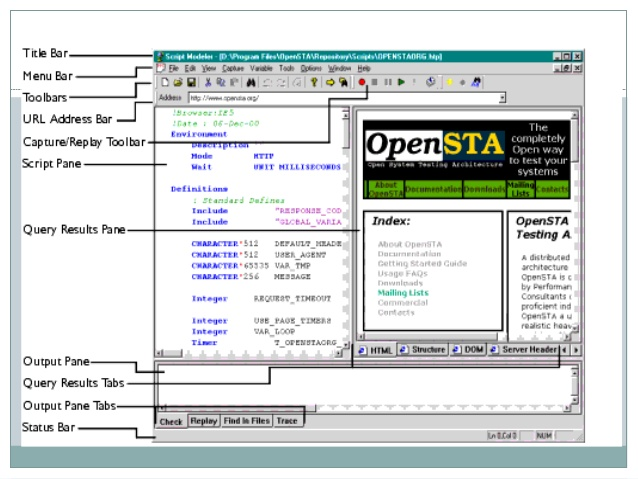 Title Bar
Menu Bar
Toolbars
URL Address Bar
Capture/Replay Toolbar
Script Pane
Query Results Pane
Output Pane
Query Results Tabs
Output Pane Tabs
Status Bar
Script Modeler - [D:\Program Files\OpenSTA\Repository\Scripts\OPENSTAORG.htp]
File Edit View Capture Variable Tools Options Window Help
Address http://www.opensta.org/
!Browser:IE5
!Date : 06-Dec-00
Environment
Description ""
Mode HTTP
Wait UNIT MILLISECONDS
Definitions
! Standard Defines
Include "RESPONSE_COD
Include "GLOBAL_VARIA
CHARACTER*512 DEFAULT_HEADE
CHARACTER*512 USER_AGENT
CHARACTER*65535 VAR_TMP
CHARACTER*256 MESSAGE
Integer REQUEST_TIMEOUT
Integer USE_PAGE_TIMERS
Integer VAR_LOOP
Timer T_OPENSTAORG_
OpenSTA
Open System Testing Architecture
The
completely
Open way
to test your
systems
About OpenSTA Documentation Downloads Mailing Lists Contacts
Index:
About OpenSTA
Documentation
Getting Started Guide
Usage FAQs
Downloads
Mailing Lists
Commercial
Contacts
OpenSTA
Testing A
A distributed
architecture
OpenSTA is c
by Performan
Consultants (
proficient ind
OpenSTA a u
realistic heav
HTML Structure DOM Server Header
Check Replay Find In Files Trace
Ln 0,Col 0 NUM